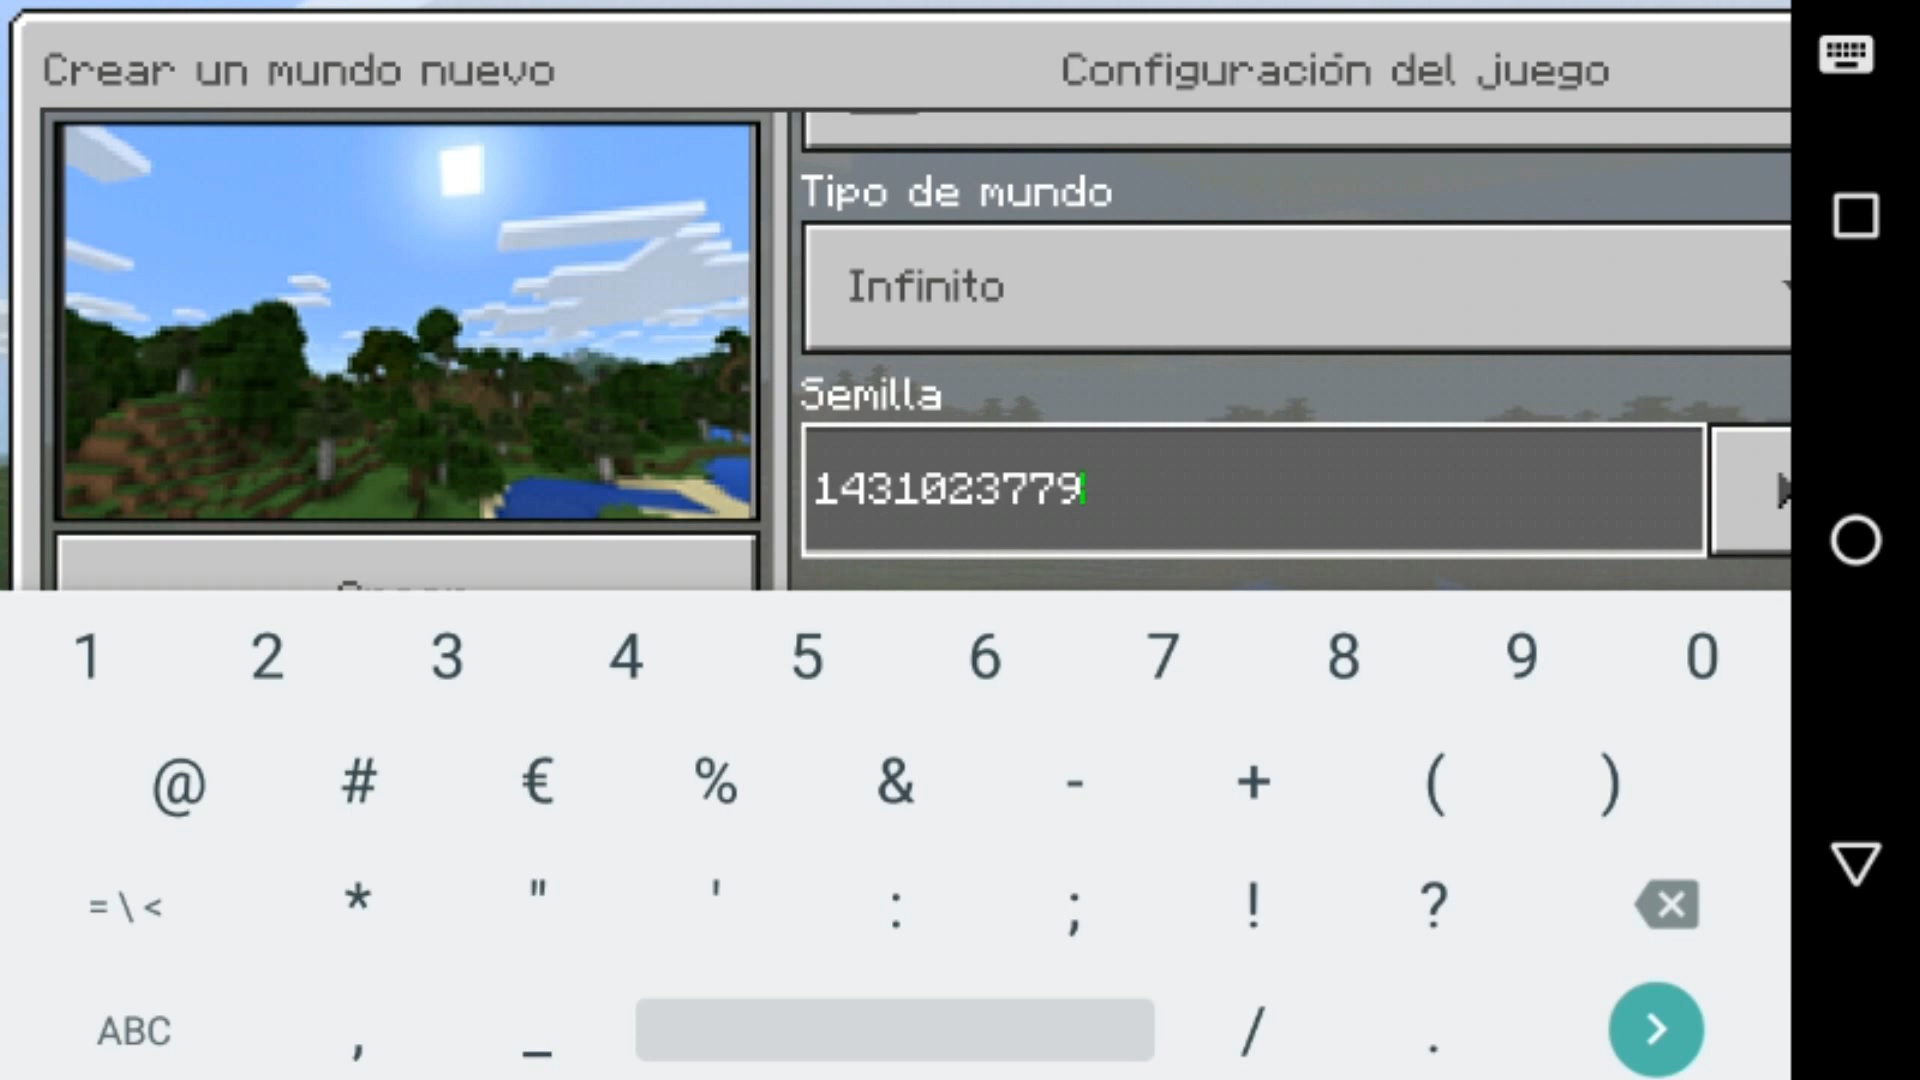 Crear un mundo nuevo
Configuración del juego
Tipo de mundo
Infinito
Semilla
1431023779
1 2 3 4 5 6 7 8 9 0
@ # € % & - + ( )
= \ < * " ' : ; ! ?
ABC , _ / .